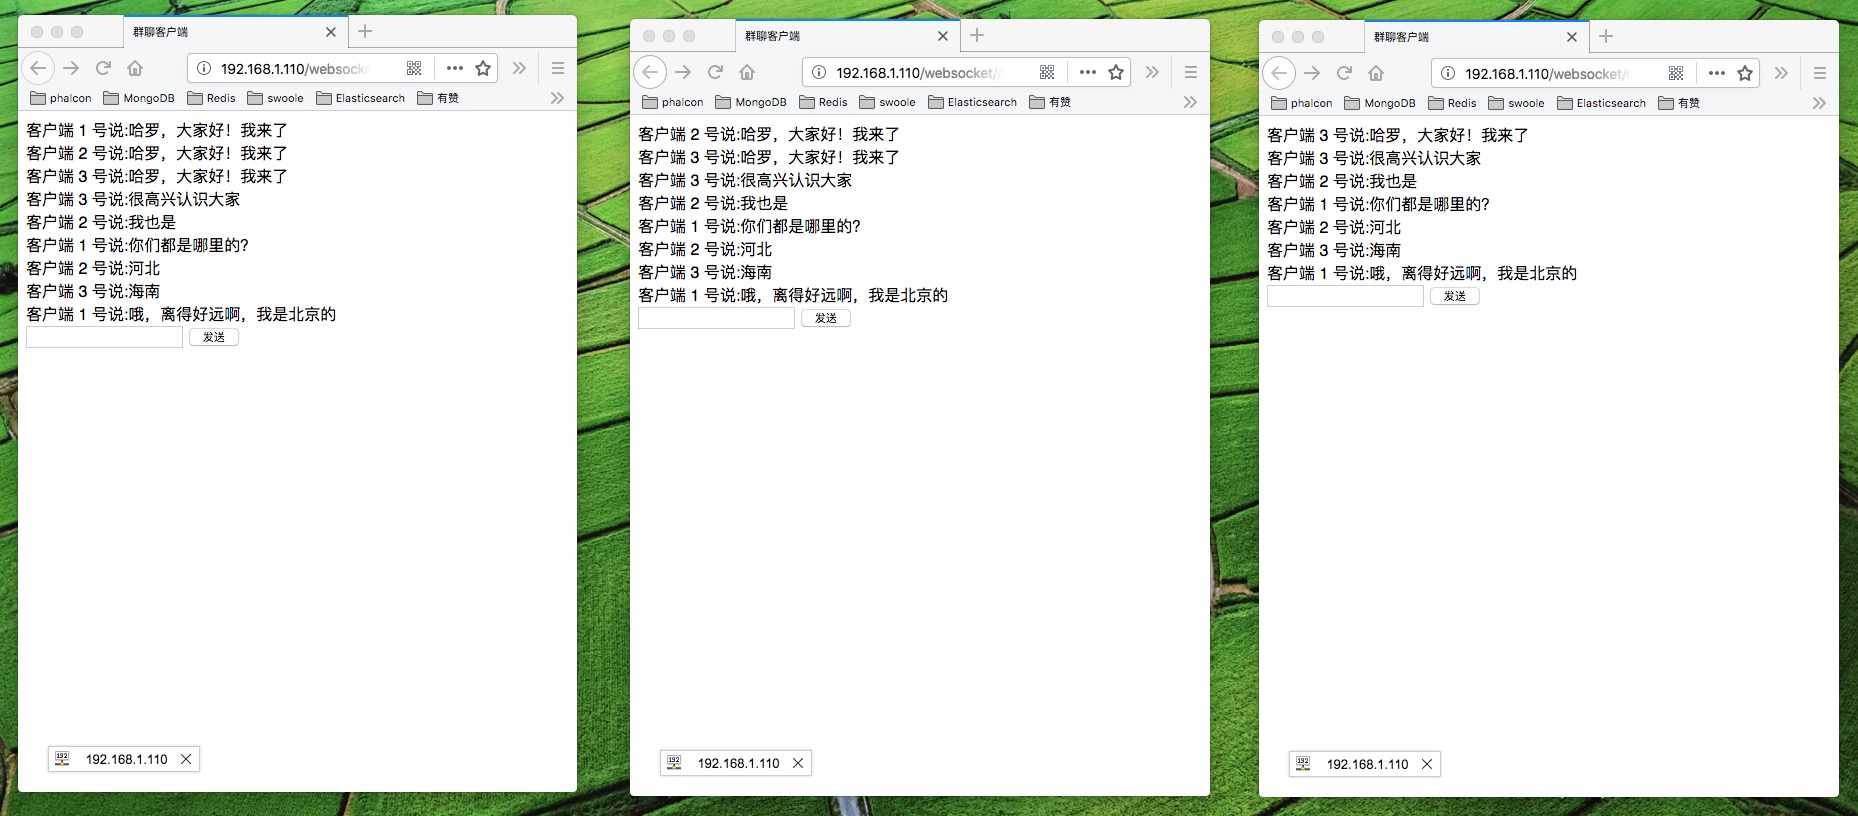 群聊客户端
192.168.1.110/websock
phalcon MongoDB Redis swoole Elasticsearch 有赞
客户端 1 号说:哈罗，大家好！我来了
客户端 2 号说:哈罗，大家好！我来了
客户端 3 号说:哈罗，大家好！我来了
客户端 3 号说:很高兴认识大家
客户端 2 号说:我也是
客户端 1 号说:你们都是哪里的?
客户端 2 号说:河北
客户端 3 号说:海南
客户端 1 号说:哦，离得好远啊，我是北京的
发送
192 192.168.1.110
群聊客户端
192.168.1.110/websocket/
phalcon MongoDB Redis swoole Elasticsearch 有赞
客户端 2 号说:哈罗，大家好！我来了
客户端 3 号说:哈罗，大家好！我来了
客户端 3 号说:很高兴认识大家
客户端 2 号说:我也是
客户端 1 号说:你们都是哪里的?
客户端 2 号说:河北
客户端 3 号说:海南
客户端 1 号说:哦，离得好远啊，我是北京的
发送
192 192.168.1.110
群聊客户端
192.168.1.110/websocket/
phalcon MongoDB Redis swoole Elasticsearch 有赞
客户端 3 号说:哈罗，大家好！我来了
客户端 3 号说:很高兴认识大家
客户端 2 号说:我也是
客户端 1 号说:你们都是哪里的?
客户端 2 号说:河北
客户端 3 号说:海南
客户端 1 号说:哦，离得好远啊，我是北京的
发送
192 192.168.1.110